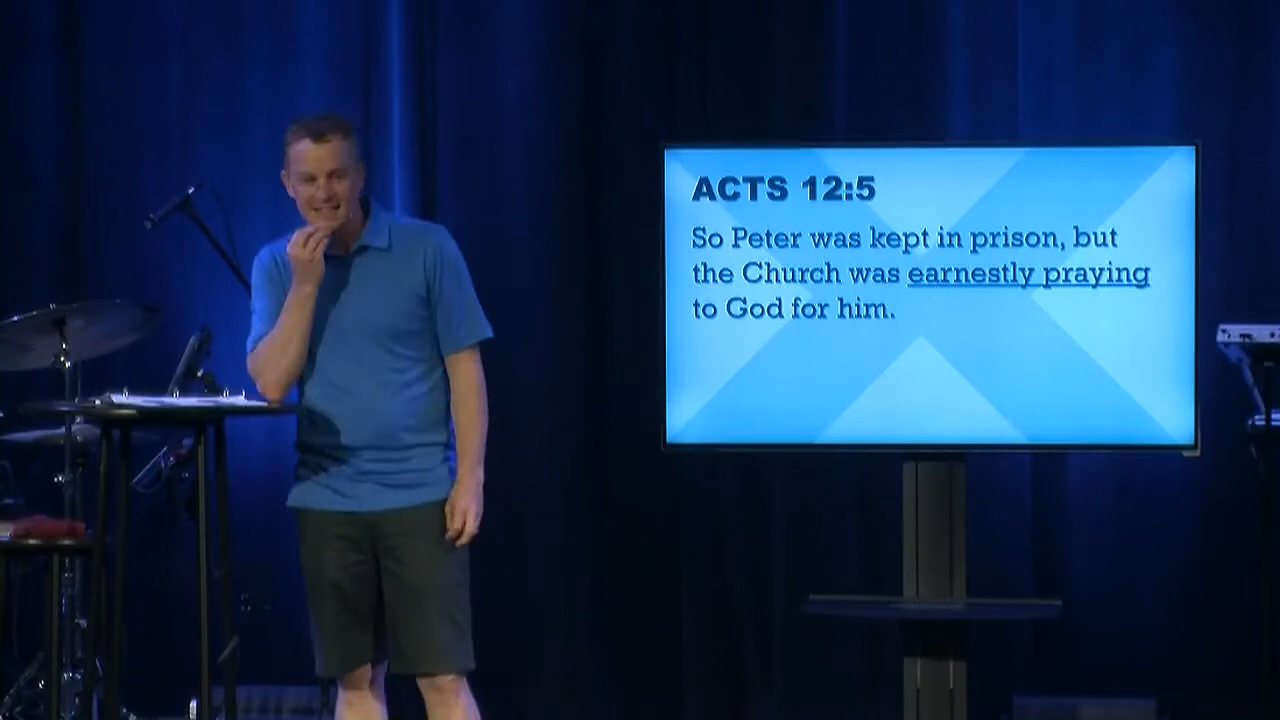 ACTS 12:5
So Peter was kept in prison, but
the Church was earnestly praying
to God for him.